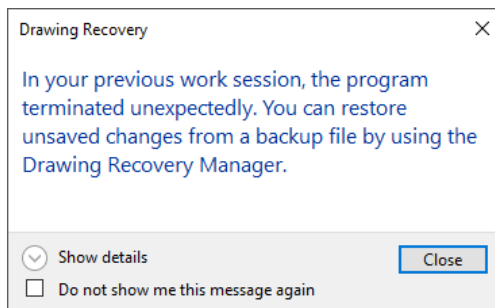 Drawing Recovery
In your previous work session, the program
terminated unexpectedly. You can restore
unsaved changes from a backup file by using the
Drawing Recovery Manager.
Show details
Close
Do not show me this message again